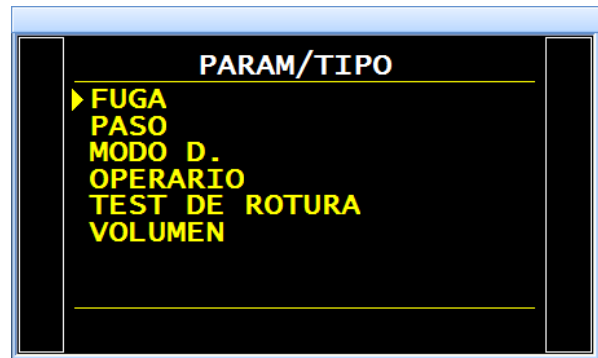 PARAM/TIPO
FUGA
PASO
MODO D.
OPERARIO
TEST DE ROTURA
VOLUMEN